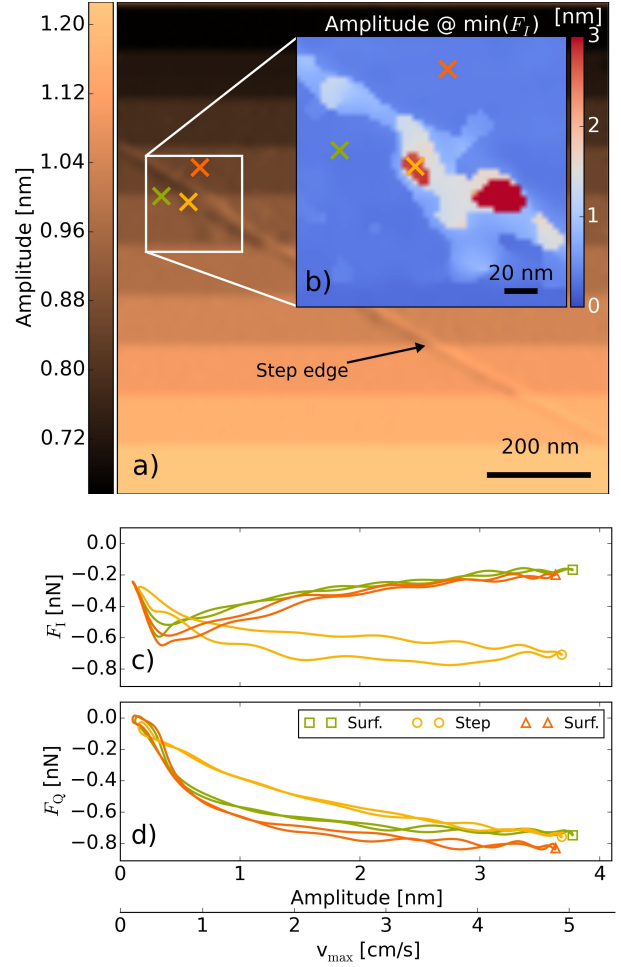 1.20
1.12
1.04
0.96
0.88
0.80
0.72
Amplitude [nm]
Amplitude @ min(F_I)
[nm]
3
2
1
0
b)
20 nm
Step edge
a)
200 nm
0.0
−0.2
−0.4
−0.6
−0.8
F_I [nN]
c)
0.0
−0.2
−0.4
−0.6
−0.8
F_Q [nN]
Surf. Step Surf.
d)
0 1 2 3 4
Amplitude [nm]
0 1 2 3 4 5
v_max [cm/s]